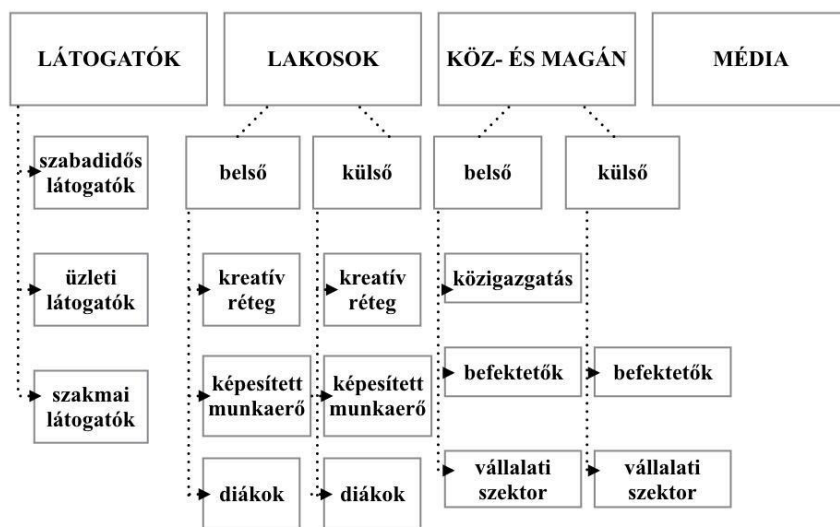 LÁTOGATÓK
LAKOSOK
KÖZ- ÉS MAGÁN
MÉDIA
szabadidős
látogatók
belső
külső
belső
külső
üzleti
látogatók
kreatív
réteg
kreatív
réteg
közigazgatás
szakmai
látogatók
képesített
munkaerő
képesített
munkaerő
befektetők
befektetők
diákok
diákok
vállalati
szektor
vállalati
szektor